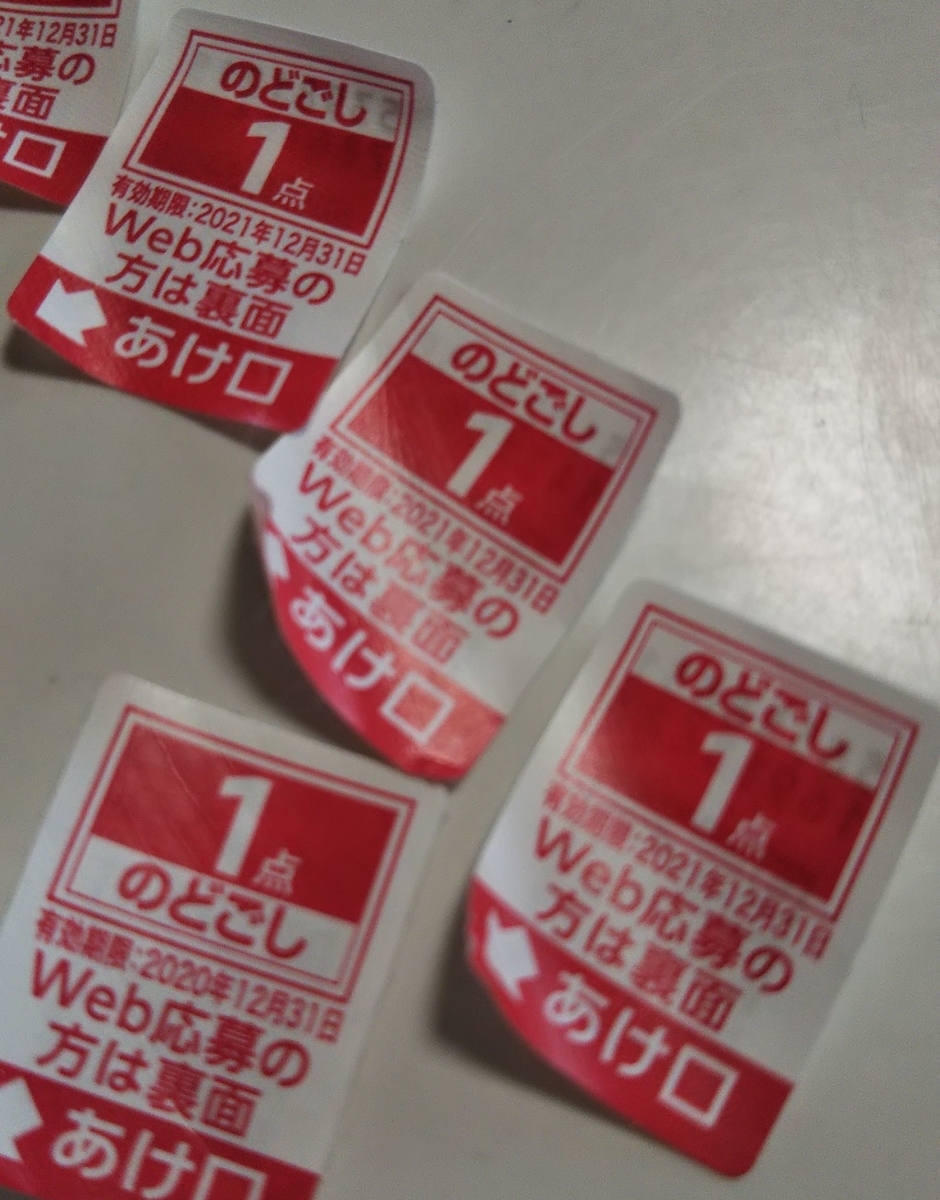 21年12月31日
応募の
裏面
け口
のどごし
1点
有効期限:2021年12月31日
Web応募の
方は裏面
あけ口
のどごし
1点
有効期限:2021年12月31日
Web応募の
方は裏面
あけ口
のどごし
1点
有効期限:2021年12月31日
Web応募の
方は裏面
あけ口
1点
のどごし
有効期限:2020年12月31日
Web応募の
方は裏面
あけ口